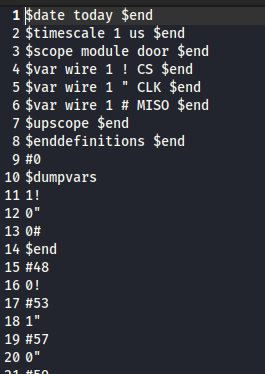 1 $date today $end
2 $timescale 1 us $end
3 $scope module door $end
4 $var wire 1 ! CS $end
5 $var wire 1 " CLK $end
6 $var wire 1 # MISO $end
7 $upscope $end
8 $enddefinitions $end
9 #0
10 $dumpvars
11 1!
12 0"
13 0#
14 $end
15 #48
16 0!
17 #53
18 1"
19 #57
20 0"